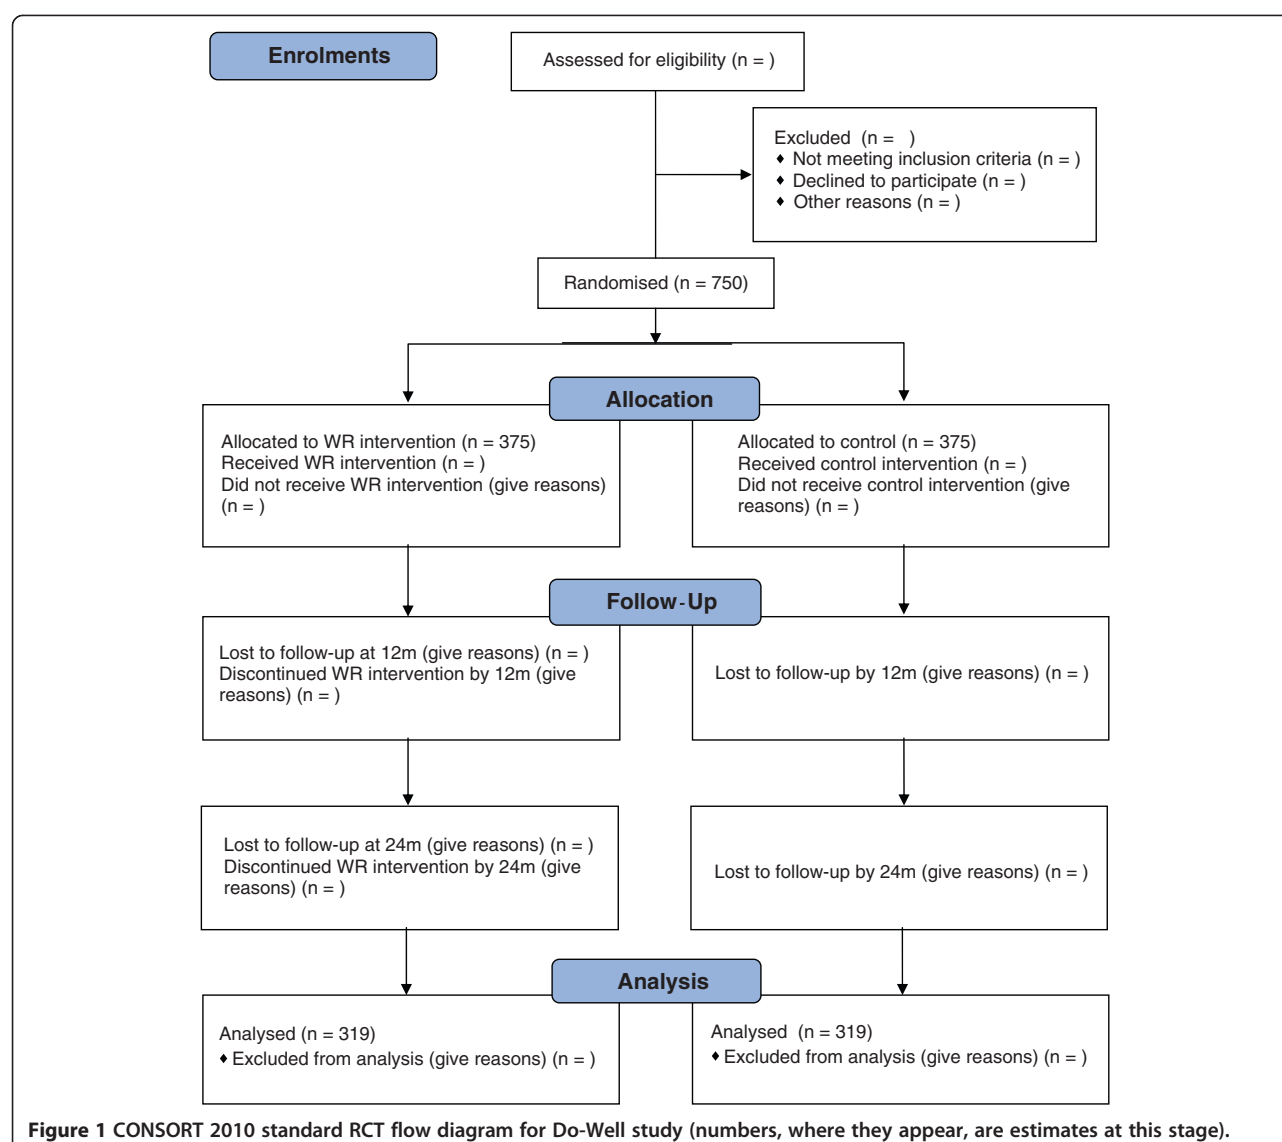 Enrolments
Assessed for eligibility (n = )
Excluded (n = )
♦ Not meeting inclusion criteria (n = )
♦ Declined to participate (n = )
♦ Other reasons (n = )
Randomised (n = 750)
Allocation
Allocated to WR intervention (n = 375)
Received WR intervention (n = )
Did not receive WR intervention (give reasons)
(n = )
Allocated to control (n = 375)
Received control intervention (n = )
Did not receive control intervention (give
reasons) (n = )
Follow-Up
Lost to follow-up at 12m (give reasons) (n = )
Discontinued WR intervention by 12m (give
reasons) (n = )
Lost to follow-up by 12m (give reasons) (n = )
Lost to follow-up at 24m (give reasons) (n = )
Discontinued WR intervention by 24m (give
reasons) (n = )
Lost to follow-up by 24m (give reasons) (n = )
Analysis
Analysed (n = 319)
♦ Excluded from analysis (give reasons) (n = )
Analysed (n = 319)
♦ Excluded from analysis (give reasons) (n = )
Figure 1 CONSORT 2010 standard RCT flow diagram for Do-Well study (numbers, where they appear, are estimates at this stage).